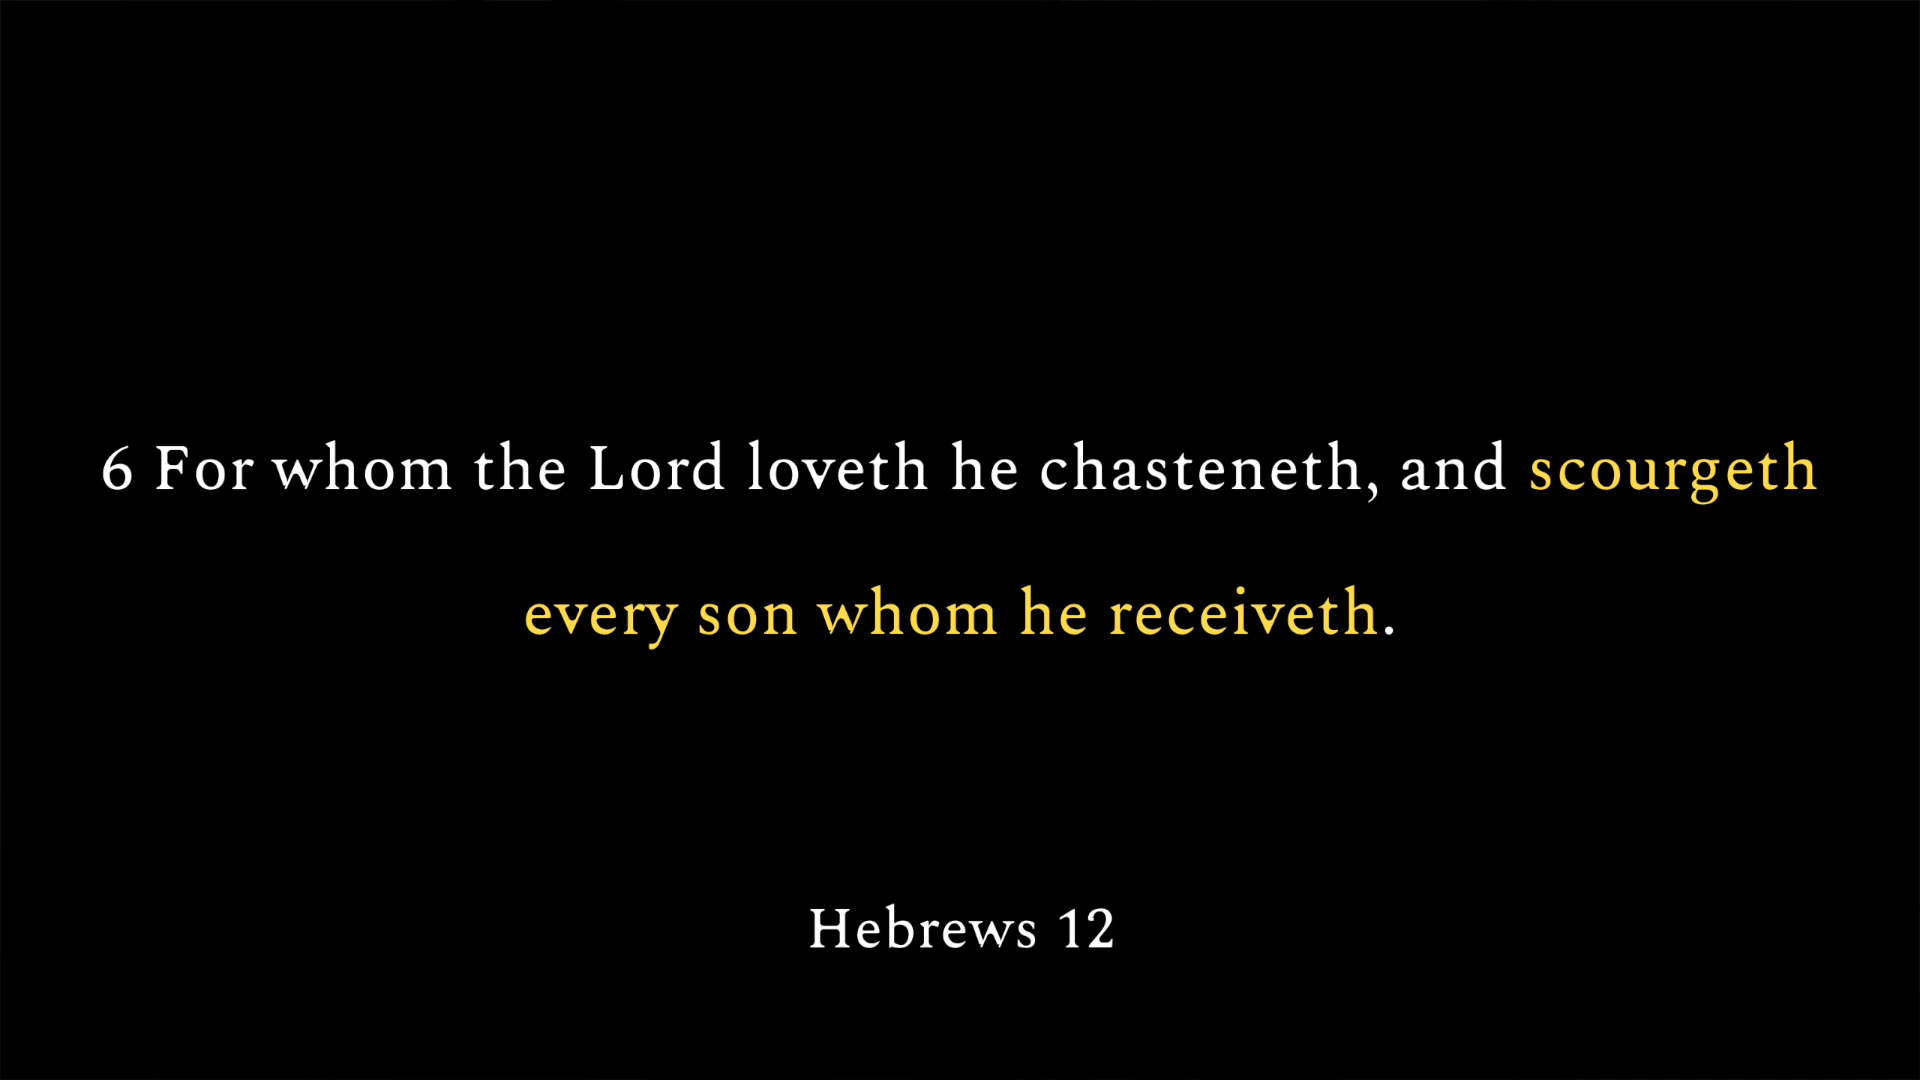 6 For whom the Lord loveth he chasteneth, and scourgeth
every son whom he receiveth.
Hebrews 12